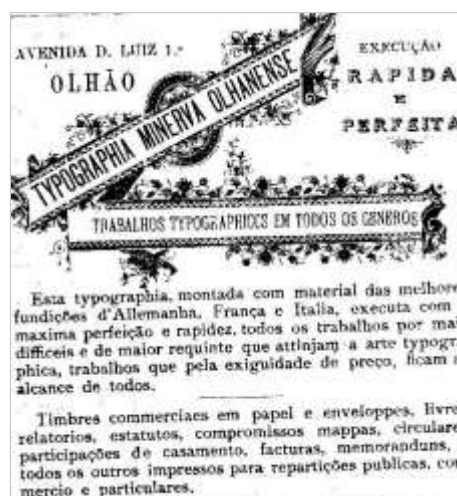 AVENIDA D. LUIZ 1.º
OLHÃO
TYPOGRAPHIA MINERVA OLHANENSE
EXECUÇÃO
RAPIDA
E
PERFEITA
TRABALHOS TYPOGRAPHICOS EM TODOS OS GENEROS
Esta typographia, montada com material das melhore
fundições d'Allemanha, França e Italia, executa com
maxima perfeição e rapidez, todos os trabalhos por mai
difficeis e de maior requinte que attinjam a arte typogra
phica, trabalhos que pela exiguidade de preço, ficam a
alcance de todos.
Timbres commerciaes em papel e enveloppes, livre
relatorios, estatutos, compromissos mappas, circulare
participações de casamento, facturas, memoranduns,
todos os outros impressos para repartições publicas, com
mercio e particulares.